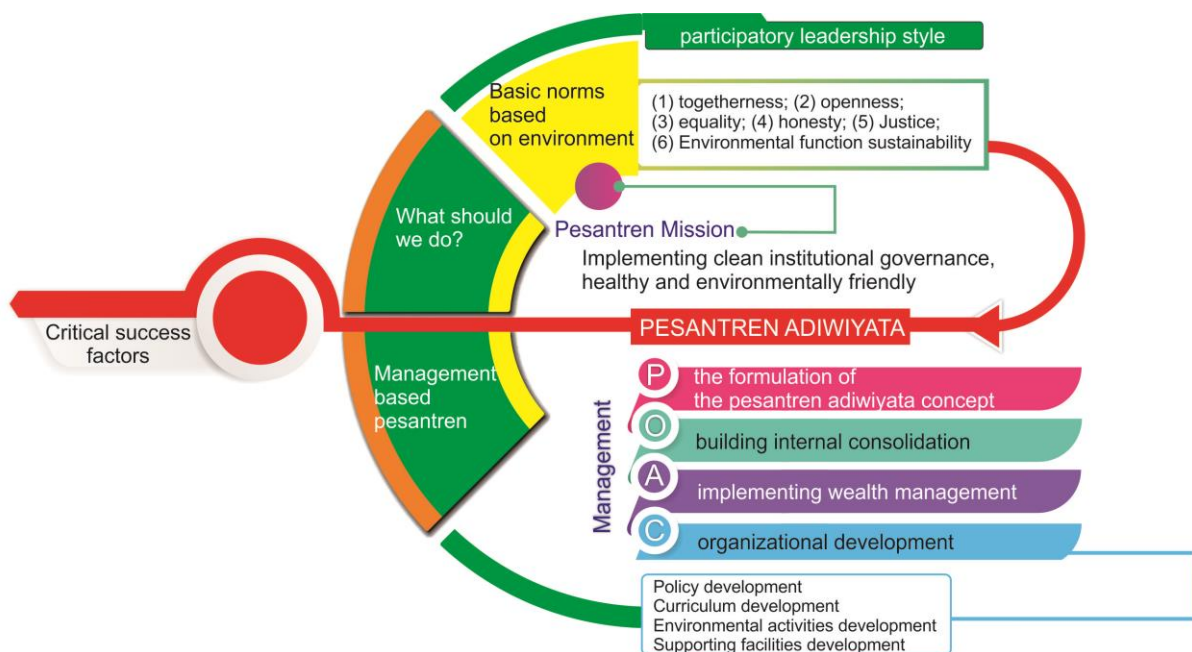 participatory leadership style
Basic norms
based
on environment
(1) togetherness; (2) openness;
(3) equality; (4) honesty; (5) Justice;
(6) Environmental function sustainability
What should
we do?
Pesantren Mission
Implementing clean institutional governance,
healthy and environmentally friendly
Critical success
factors
PESANTREN ADIWIYATA
Management
based
pesantren
Management
P
the formulation of
the pesantren adiwiyata concept
O
building internal consolidation
A
implementing wealth management
C
organizational development
Policy development
Curriculum development
Environmental activities development
Supporting facilities development